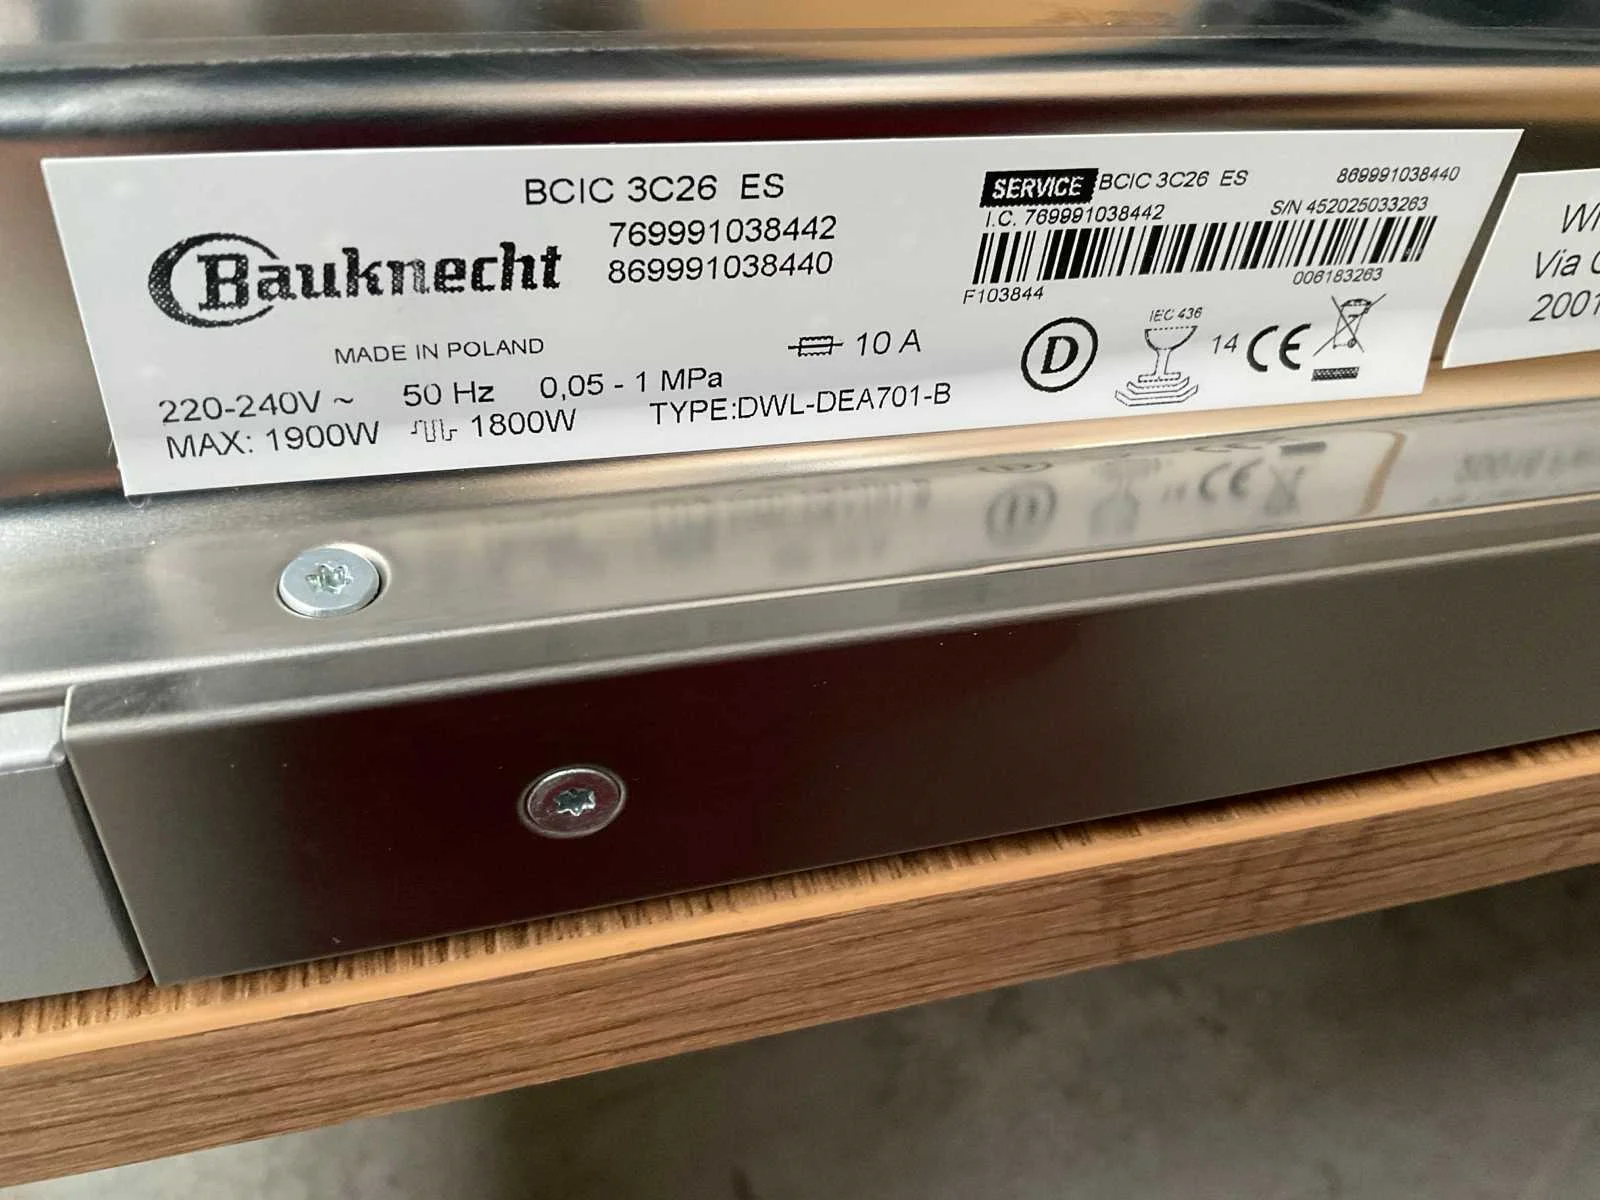 BCIC 3C26 ES
769991038442
869991038440
Bauknecht
MADE IN POLAND
10 A
220-240V ~ 50 Hz 0,05 - 1 MPa
MAX: 1900W 1800W TYPE:DWL-DEA701-B
SERVICE BCIC 3C26 ES 869991038440
I.C. 769991038442 S/N 452025033263
F103844 006183263
D
IEC 436
14 CE
Via